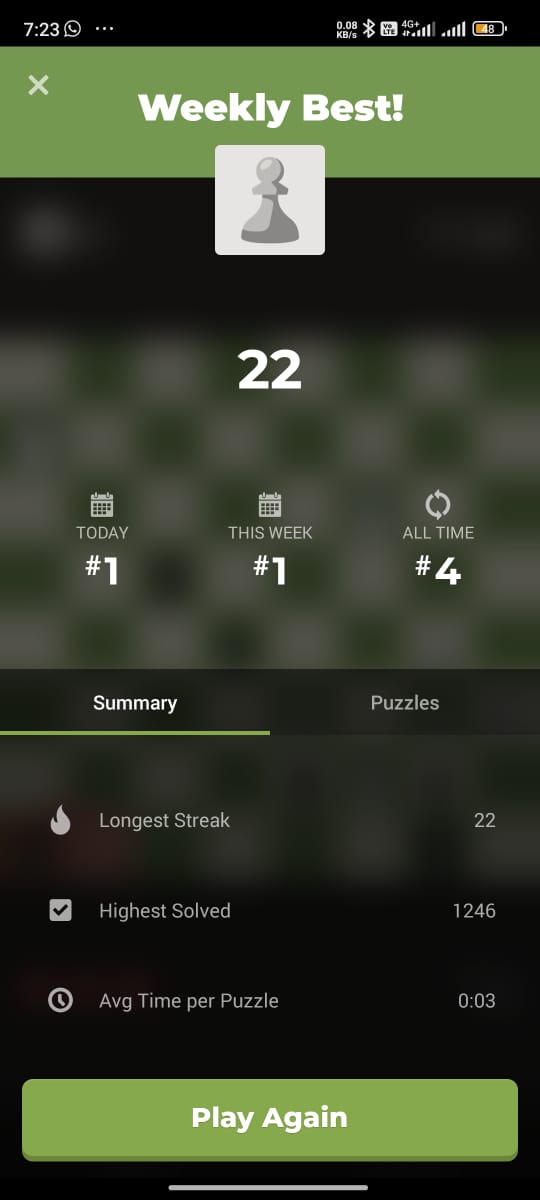 7:23 ... 0.08 KB/s Vo LTE 4G+ 48
Weekly Best!
22
TODAY THIS WEEK ALL TIME
#1 #1 #4
Summary Puzzles
Longest Streak 22
Highest Solved 1246
Avg Time per Puzzle 0:03
Play Again